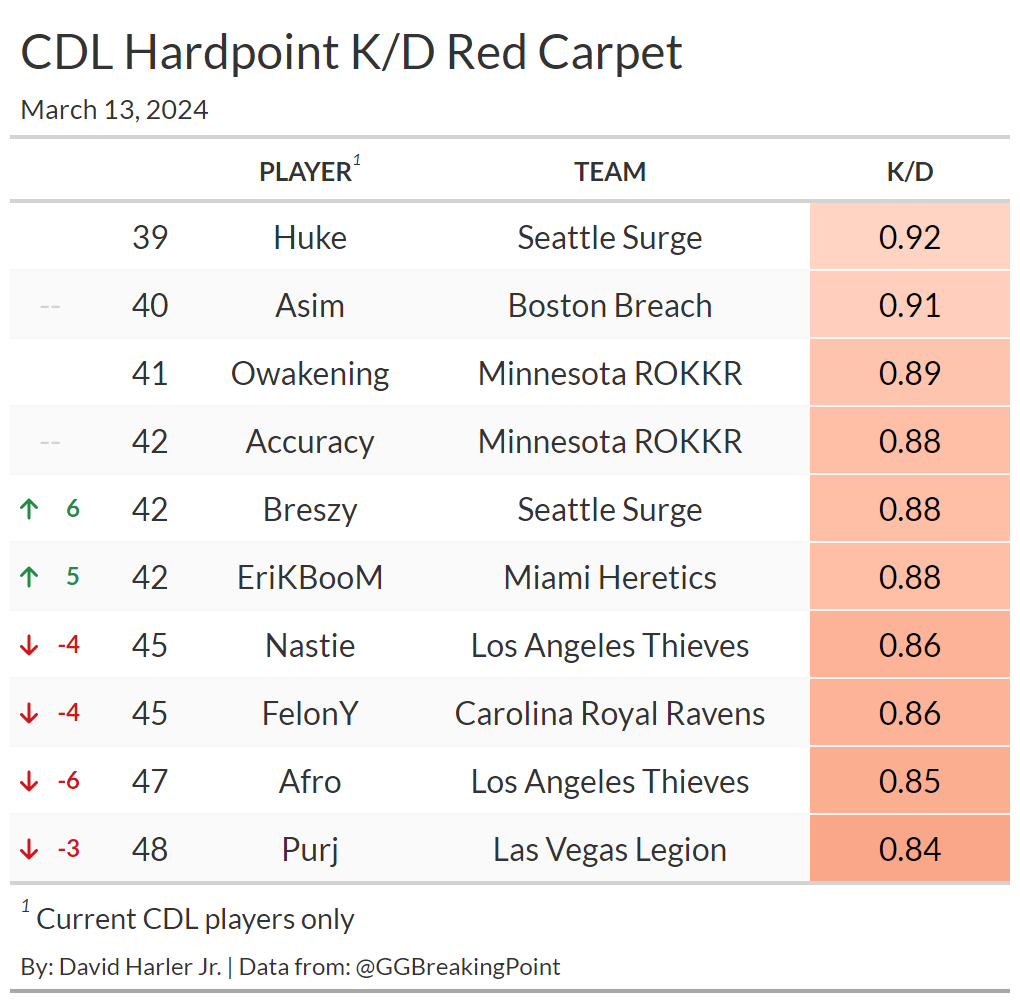 CDL Hardpoint K/D Red Carpet
March 13, 2024
PLAYER1 TEAM K/D
39 Huke Seattle Surge 0.92
-- 40 Asim Boston Breach 0.91
41 Owakening Minnesota ROKKR 0.89
-- 42 Accuracy Minnesota ROKKR 0.88
↑ 6 42 Breszy Seattle Surge 0.88
↑ 5 42 EriKBooM Miami Heretics 0.88
↓ -4 45 Nastie Los Angeles Thieves 0.86
↓ -4 45 FelonY Carolina Royal Ravens 0.86
↓ -6 47 Afro Los Angeles Thieves 0.85
↓ -3 48 Purj Las Vegas Legion 0.84
1 Current CDL players only
By: David Harler Jr. | Data from: @GGBreakingPoint